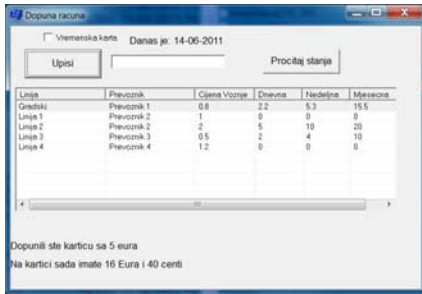 Dopuna racuna
Vremenska karta Danas je: 14-06-2011
Upisi Procitaj stanja
Linija Prevoznik Cijena Voznje Dnevna Nedeljna Mjesecna
Gradski Prevoznik 1 0.8 2.2 5.3 15.5
Linija 1 Prevoznik 2 1 0 0 0
Linija 2 Prevoznik 2 2 5 10 20
Linija 3 Prevoznik 3 0.5 2 4 10
Linija 4 Prevoznik 4 1.2 0 0 0
Dopunili ste karticu sa 5 eura
Na kartici sada imate 16 Eura i 40 centi